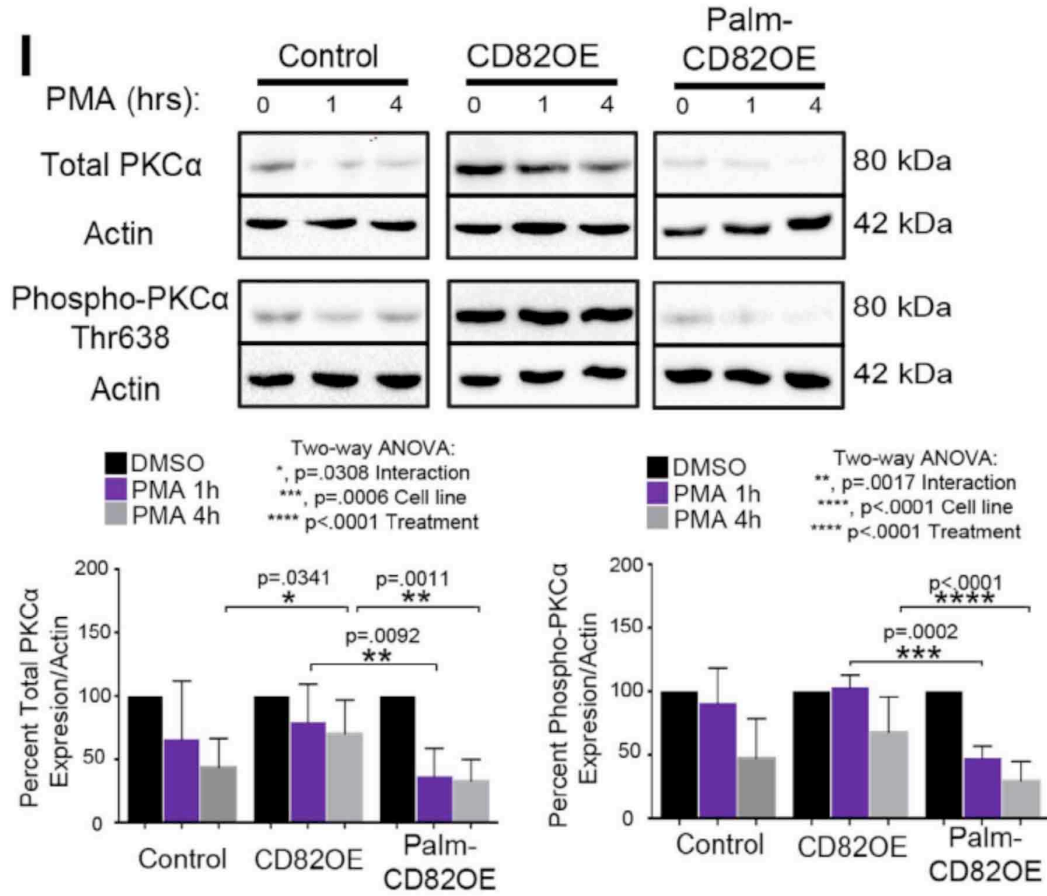 I
Control
CD82OE
Palm-
CD82OE
PMA (hrs):
0 1 4 0 1 4 0 1 4
Total PKCα
80 kDa
Actin
42 kDa
Phospho-PKCα
Thr638
80 kDa
Actin
42 kDa
DMSO
PMA 1h
PMA 4h
Two-way ANOVA:
*, p=.0308 Interaction
***, p=.0006 Cell line
**** p<.0001 Treatment
Percent Total PKCα
Expresion/Actin
200
150
100
50
0
p=.0341
*
p=.0011
**
p=.0092
**
Control
CD82OE
Palm-
CD82OE
DMSO
PMA 1h
PMA 4h
Two-way ANOVA:
**, p=.0017 Interaction
****, p<.0001 Cell line
**** p<.0001 Treatment
Percent Phospho-PKCα
Expresion/Actin
200
150
100
50
0
p<.0001
****
p=.0002
***
Control
CD82OE
Palm-
CD82OE